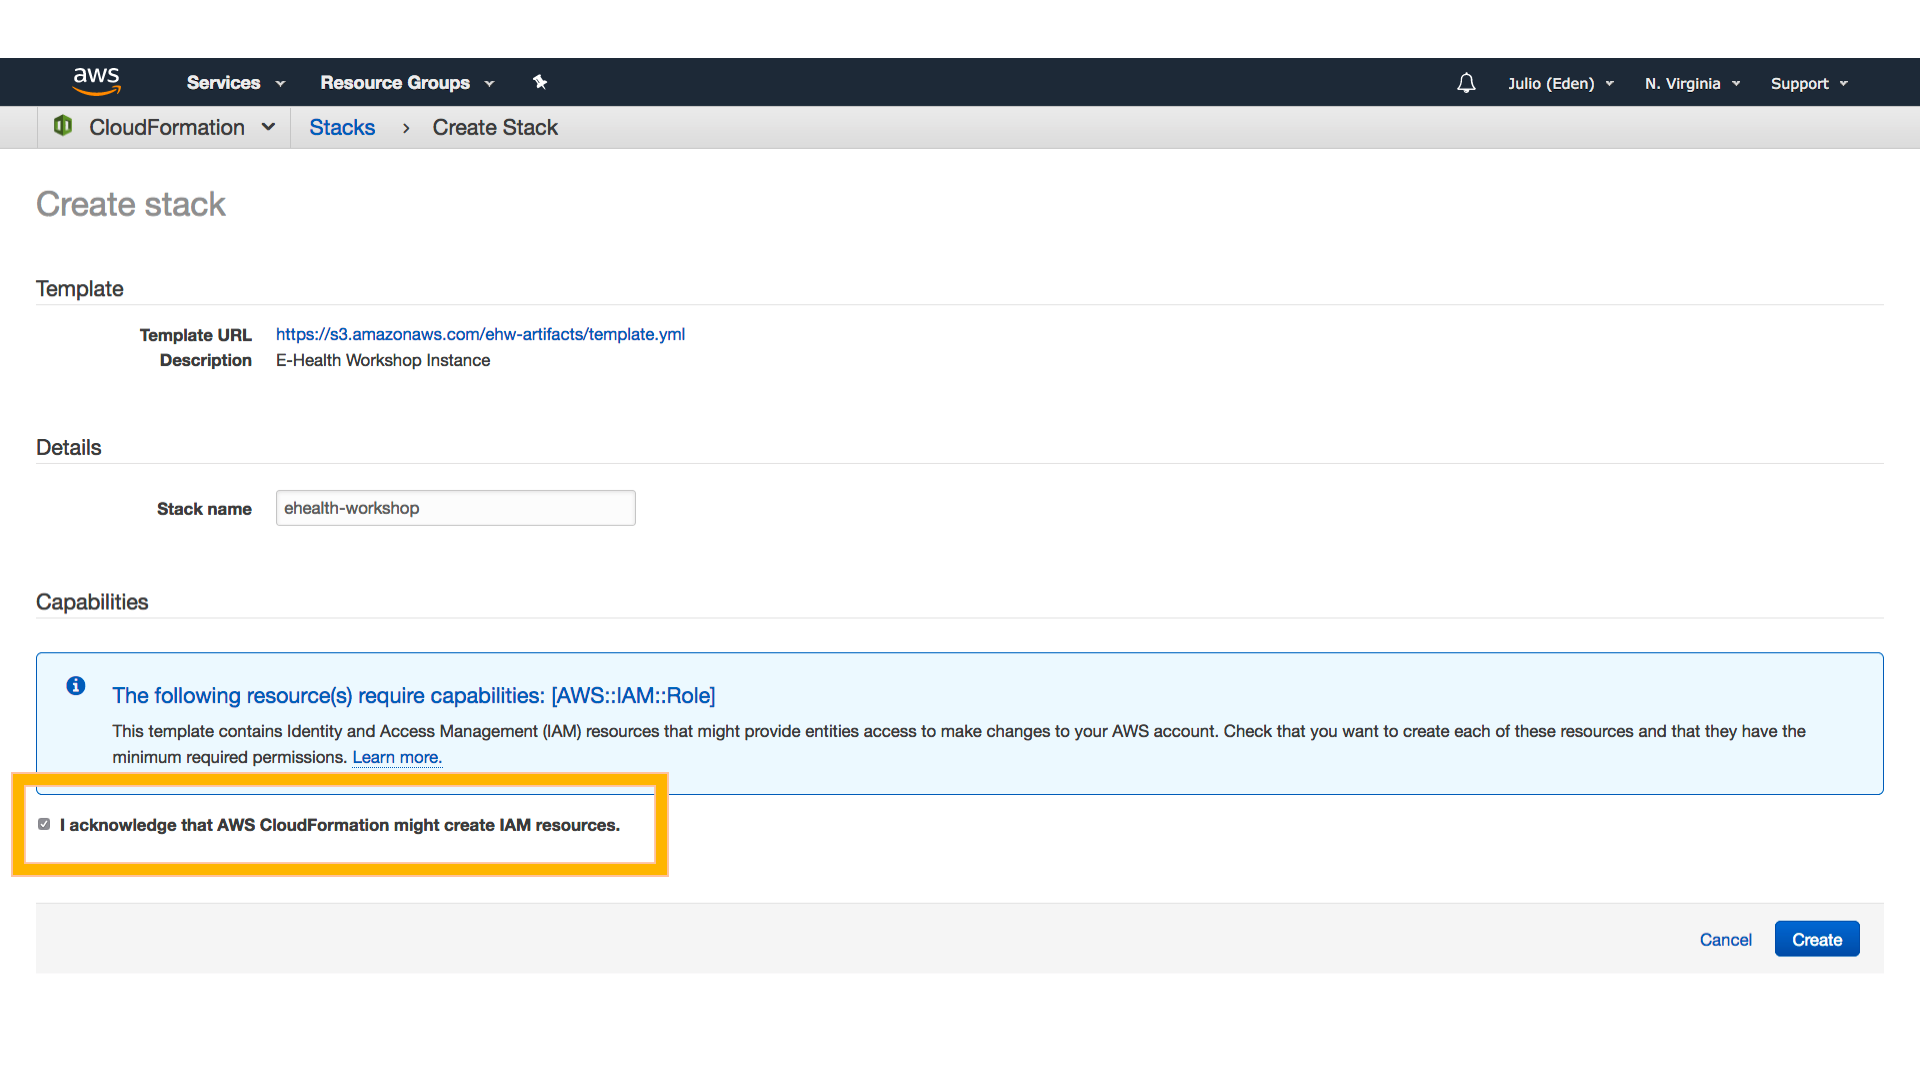 aws Services Resource Groups Julio (Eden) N. Virginia Support
CloudFormation Stacks › Create Stack
Create stack
Template
Template URL https://s3.amazonaws.com/ehw-artifacts/template.yml
Description E-Health Workshop Instance
Details
Stack name ehealth-workshop
Capabilities
The following resource(s) require capabilities: [AWS::IAM::Role]
This template contains Identity and Access Management (IAM) resources that might provide entities access to make changes to your AWS account. Check that you want to create each of these resources and that they have the
minimum required permissions. Learn more.
I acknowledge that AWS CloudFormation might create IAM resources.
Cancel Create